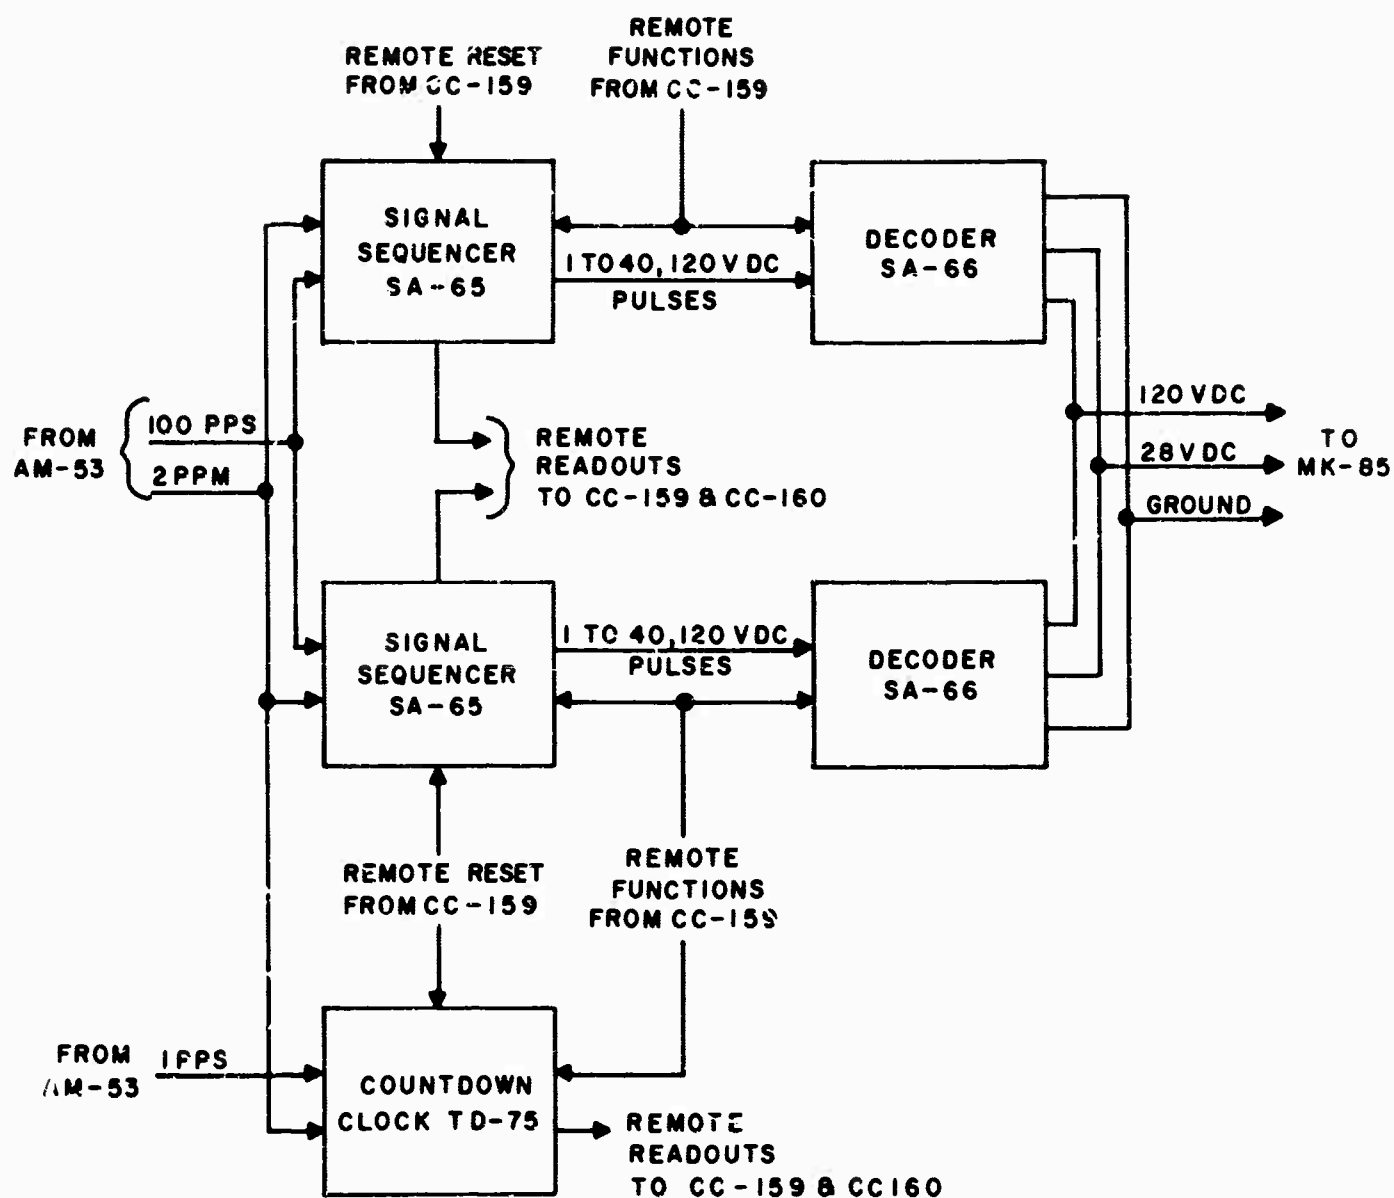 REMOTE RESET
FROM CC-159
REMOTE
FUNCTIONS
FROM CC-159
SIGNAL
SEQUENCER
SA-65
1 TO 40, 120 VDC
PULSES
DECODER
SA-66
FROM
AM-53
100 PPS
2 PPM
REMOTE
READOUTS
TO CC-159 & CC-160
120 VDC
28 VDC
GROUND
TO
MK-85
SIGNAL
SEQUENCER
SA-65
1 TO 40, 120 VDC
PULSES
DECODER
SA-66
REMOTE RESET
FROM CC-159
REMOTE
FUNCTIONS
FROM CC-159
FROM
AM-53
1 PPS
COUNTDOWN
CLOCK TD-75
REMOTE
READOUTS
TO CC-159 & CC160